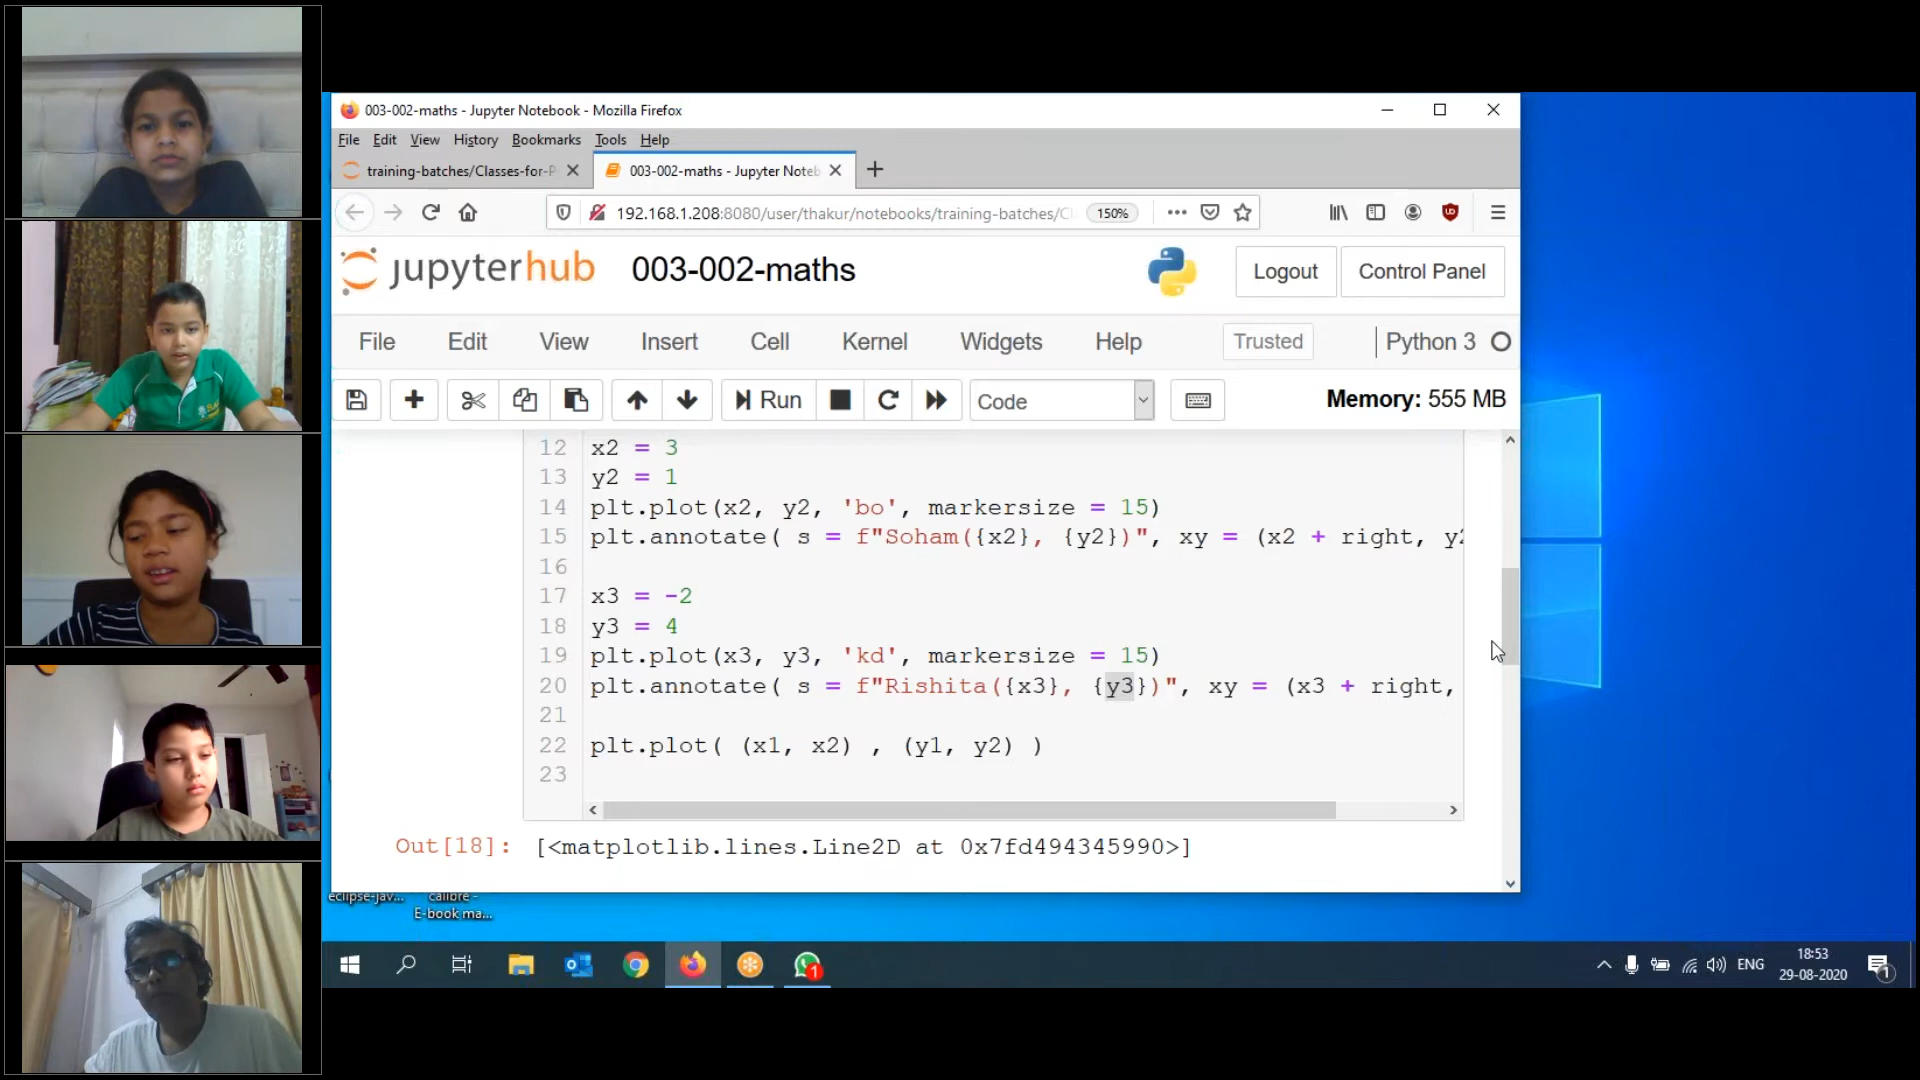 003-002-maths - Jupyter Notebook - Mozilla Firefox
File Edit View History Bookmarks Tools Help
training-batches/Classes-for-P
003-002-maths - Jupyter Noteb
192.168.1.208:8080/user/thakur/notebooks/training-batches/C
150%
jupyterhub 003-002-maths
Logout Control Panel
File Edit View Insert Cell Kernel Widgets Help Trusted Python 3
Run Code Memory: 555 MB
12 x2 = 3
13 y2 = 1
14 plt.plot(x2, y2, 'bo', markersize = 15)
15 plt.annotate( s = f"Soham({x2}, {y2})", xy = (x2 + right, y2
16
17 x3 = -2
18 y3 = 4
19 plt.plot(x3, y3, 'kd', markersize = 15)
20 plt.annotate( s = f"Rishita({x3}, {y3})", xy = (x3 + right,
21
22 plt.plot( (x1, x2) , (y1, y2) )
23
Out[18]: [<matplotlib.lines.Line2D at 0x7fd494345990>]
eclipse-jav... calibre -
E-book ma...
1
ENG
18:53
29-08-2020
1